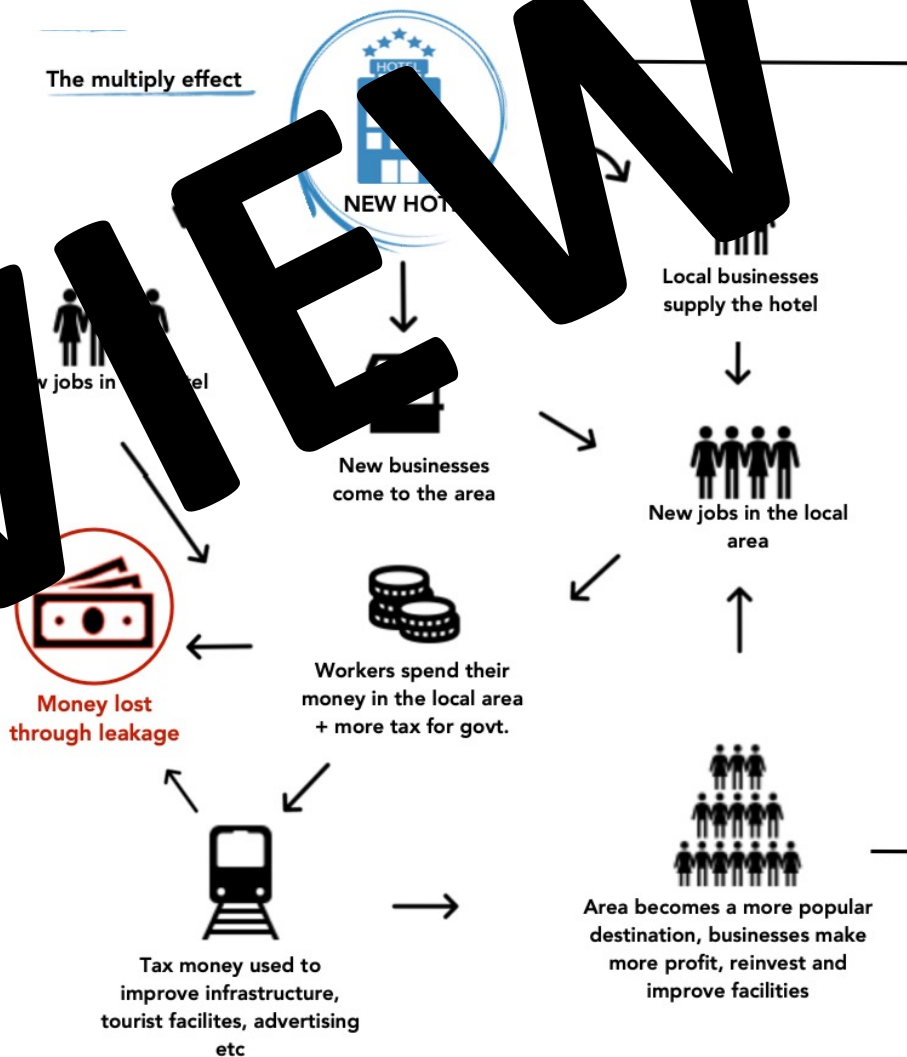 The multiply effect
HOTEL
NEW
Local businesses
supply the hotel
jobs in
New businesses
come to the area
New jobs in the local
area
Workers spend their
money in the local area
+ more tax for govt.
Money lost
through leakage
Area becomes a more popular
destination, businesses make
more profit, reinvest and
improve facilities
Tax money used to
improve infrastructure,
tourist facilites, advertising
etc